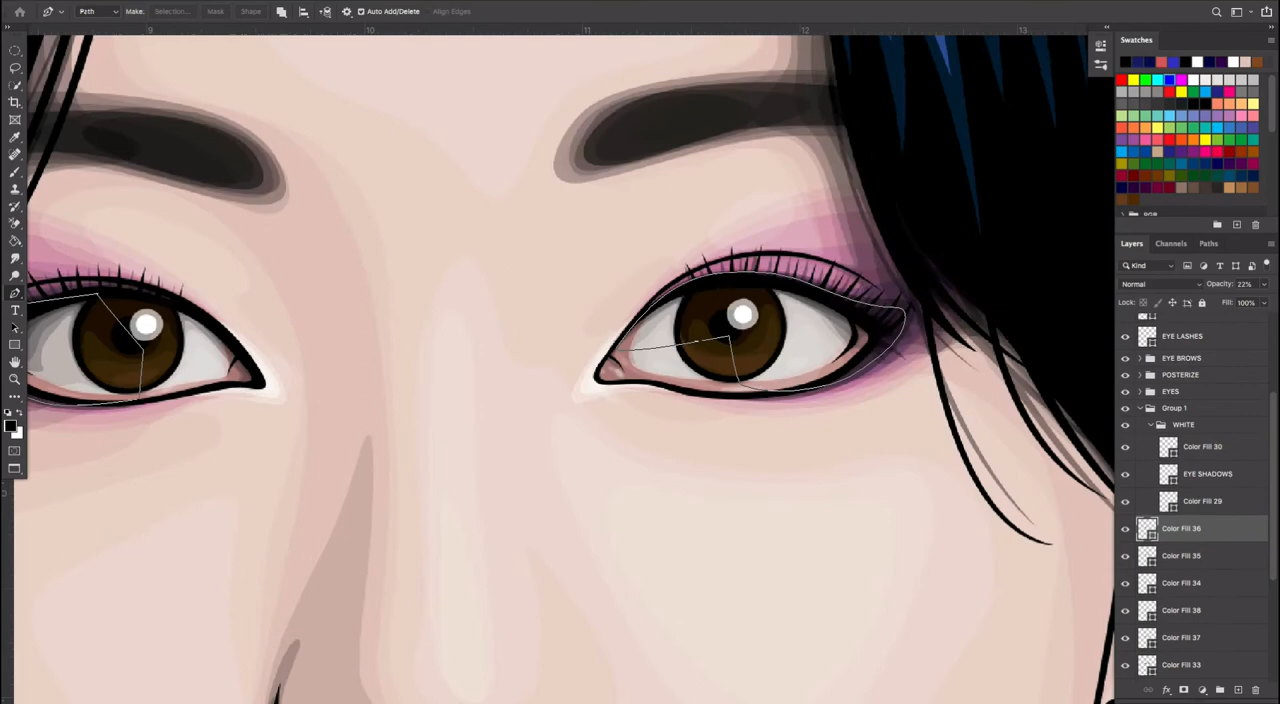 Path
Make:
Selection...
Mask
Shape
Auto Add/Delete
Align Edges
9
10
11
12
13
Swatches
RGB
Layers
Channels
Paths
Kind
Normal
Opacity: 22%
Lock:
Fill: 100%
EYE LASHES
EYE BROWS
POSTERIZE
EYES
Group 1
WHITE
Color Fill 30
EYE SHADOWS
Color Fill 29
Color Fill 36
Color Fill 35
Color Fill 34
Color Fill 38
Color Fill 37
Color Fill 33